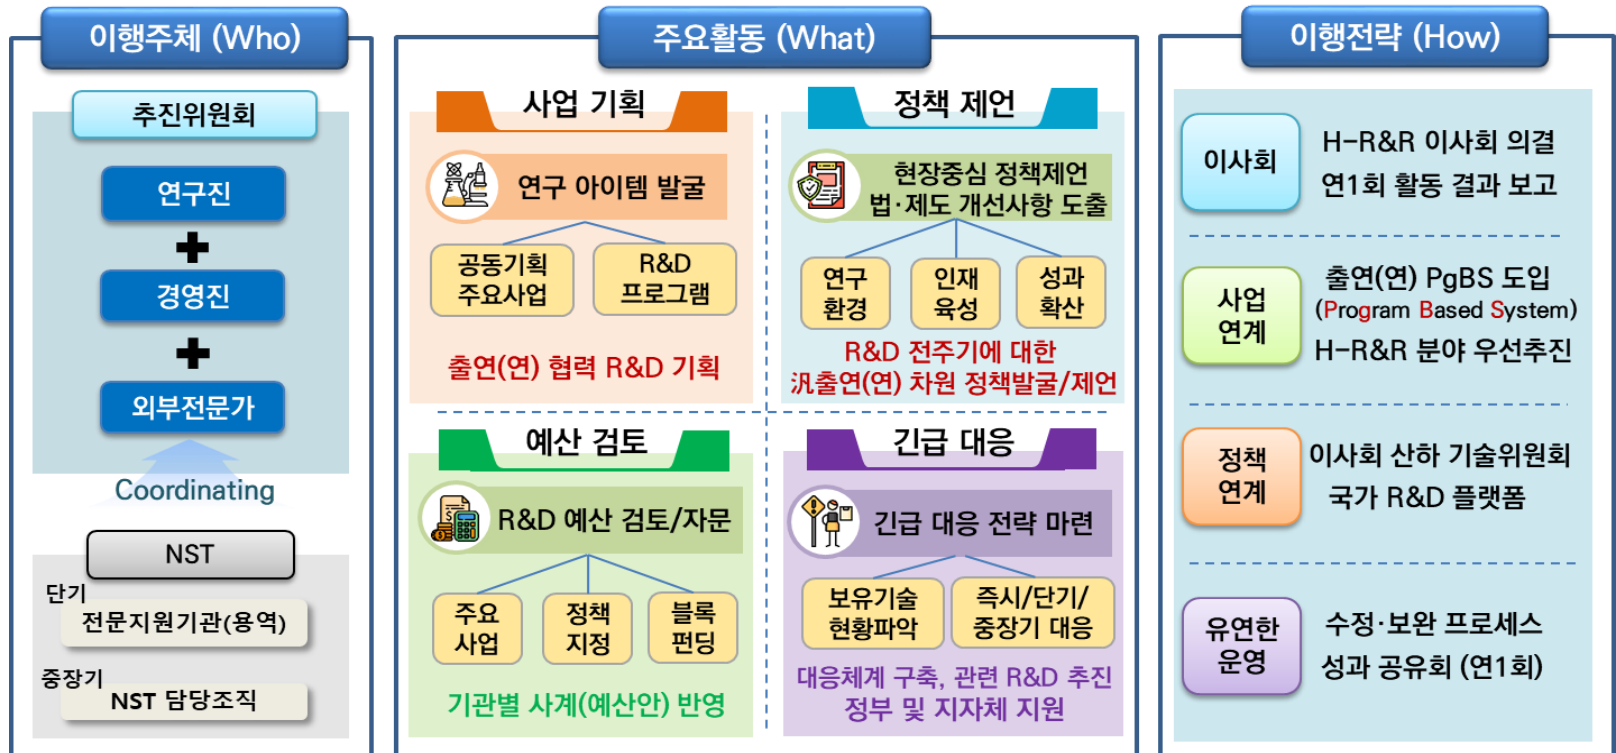 이행주체 (Who)
추진위원회
연구진
경영진
외부전문가
Coordinating
NST
단기
전문지원기관(용역)
중장기
NST 담당조직
주요활동 (What)
사업 기획
연구 아이템 발굴
공동기획
주요사업
R&D
프로그램
출연(연) 협력 R&D 기획
정책 제언
현장중심 정책제언
법·제도 개선사항 도출
연구
환경
인재
육성
성과
확산
R&D 전주기에 대한
汎출연(연) 차원 정책발굴/제언
예산 검토
R&D 예산 검토/자문
주요
사업
정책
지정
블록
펀딩
기관별 사계(예산안) 반영
긴급 대응
긴급 대응 전략 마련
보유기술
현황파악
즉시/단기/
중장기 대응
대응체계 구축, 관련 R&D 추진
정부 및 지자체 지원
이행전략 (How)
이사회
H-R&R 이사회 의결
연1회 활동 결과 보고
사업
연계
출연(연) PgBS 도입
(Program Based System)
H-R&R 분야 우선추진
정책
연계
이사회 산하 기술위원회
국가 R&D 플랫폼
유연한
운영
수정·보완 프로세스
성과 공유회 (연1회)